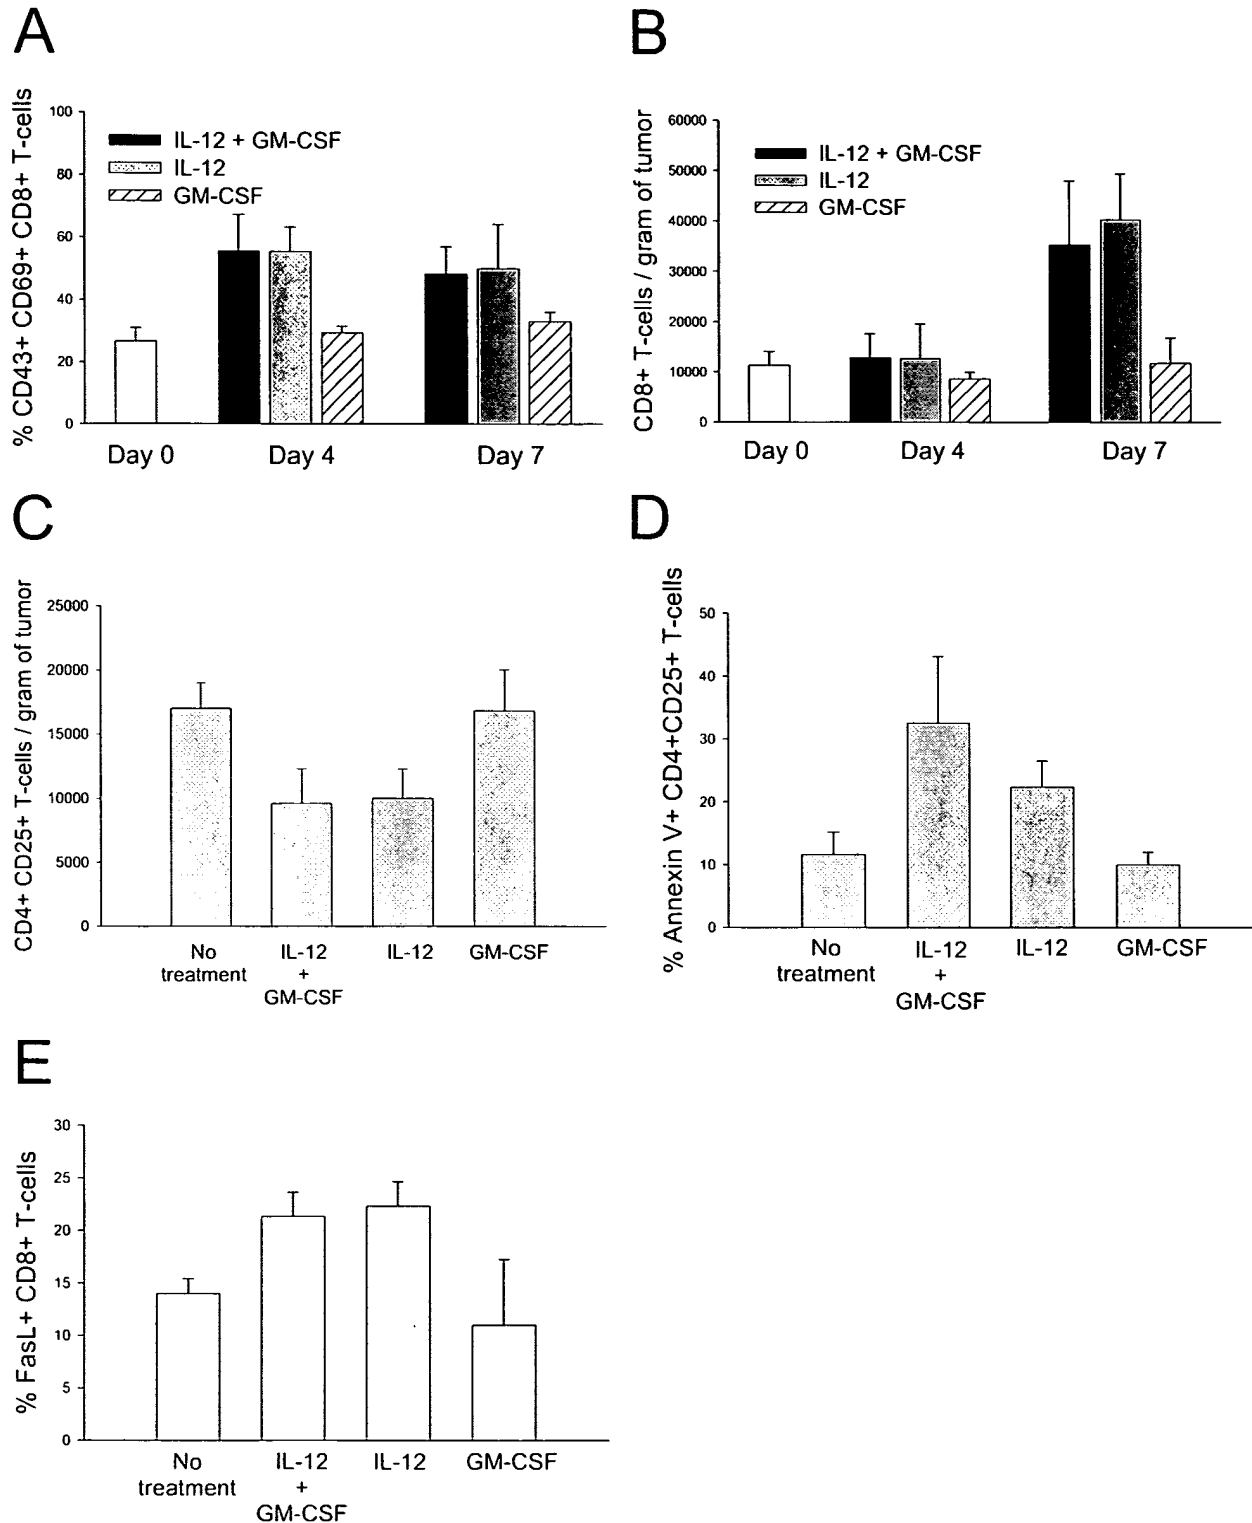 A
% CD43+ CD69+ CD8+ T-cells
100
80
60
40
20
0
IL-12 + GM-CSF
IL-12
GM-CSF
Day 0
Day 4
Day 7
B
CD8+ T-cells / gram of tumor
60000
50000
40000
30000
20000
10000
0
IL-12 + GM-CSF
IL-12
GM-CSF
Day 0
Day 4
Day 7
C
CD4+ CD25+ T-cells / gram of tumor
25000
20000
15000
10000
5000
0
No
treatment
IL-12
+
GM-CSF
IL-12
GM-CSF
D
% Annexin V+ CD4+CD25+ T-cells
50
40
30
20
10
0
No
treatment
IL-12
+
GM-CSF
IL-12
GM-CSF
E
% FasL+ CD8+ T-cells
30
25
20
15
10
5
0
No
treatment
IL-12
+
GM-CSF
IL-12
GM-CSF